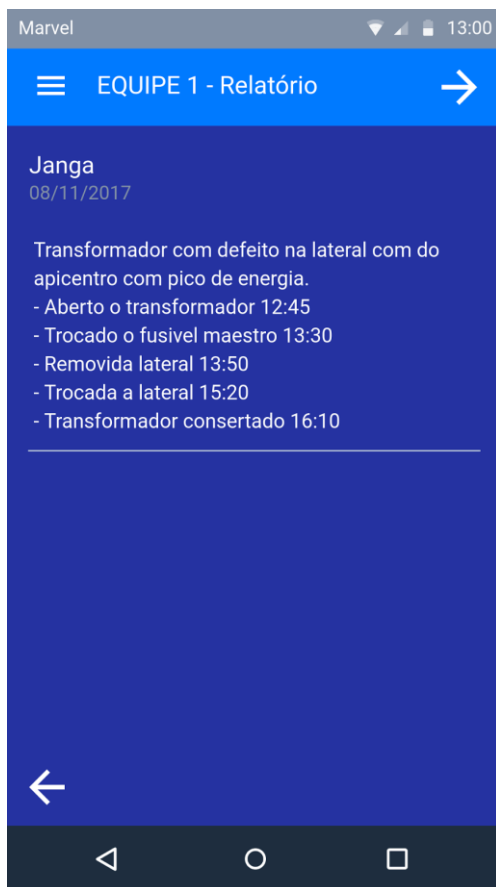 Marvel 13:00
EQUIPE 1 - Relatório
Janga
08/11/2017
Transformador com defeito na lateral com do
apicentro com pico de energia.
- Aberto o transformador 12:45
- Trocado o fusivel maestro 13:30
- Removida lateral 13:50
- Trocada a lateral 15:20
- Transformador consertado 16:10